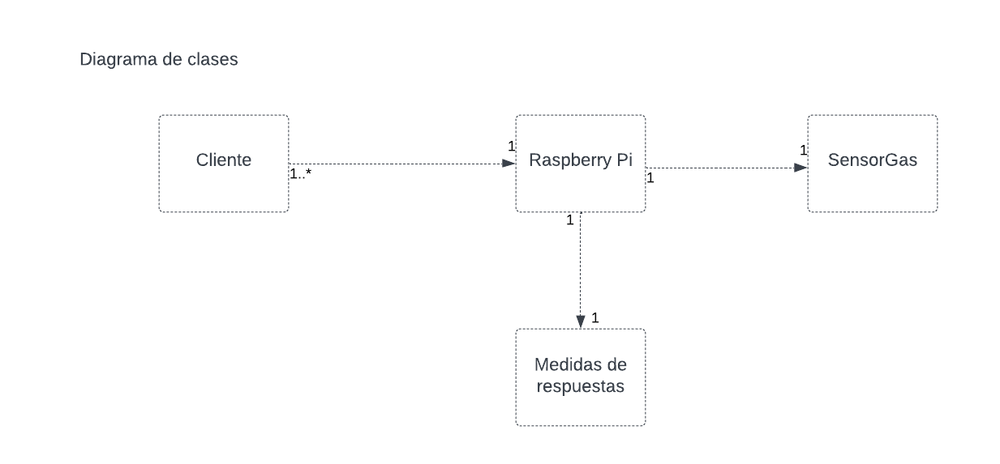 Diagrama de clases
Cliente
1..*
1
Raspberry Pi
1
1
SensorGas
1
1
Medidas de
respuestas